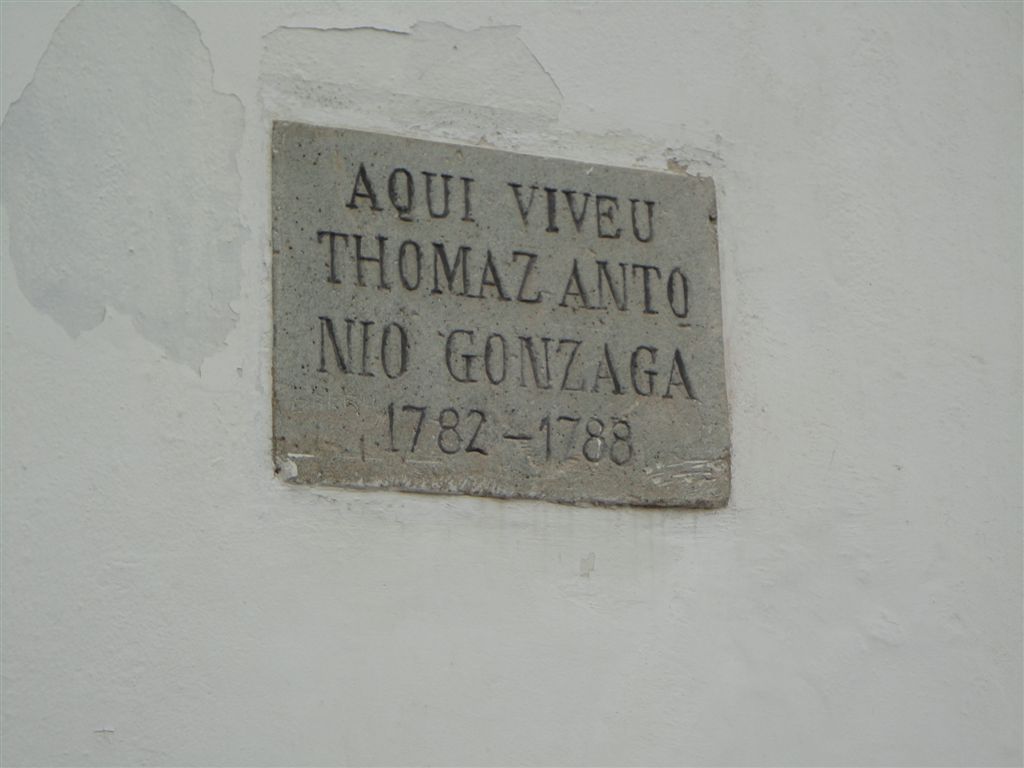 AQUI VIVEU
THOMAZ ANTO
NIO GONZAGA
1782-1788